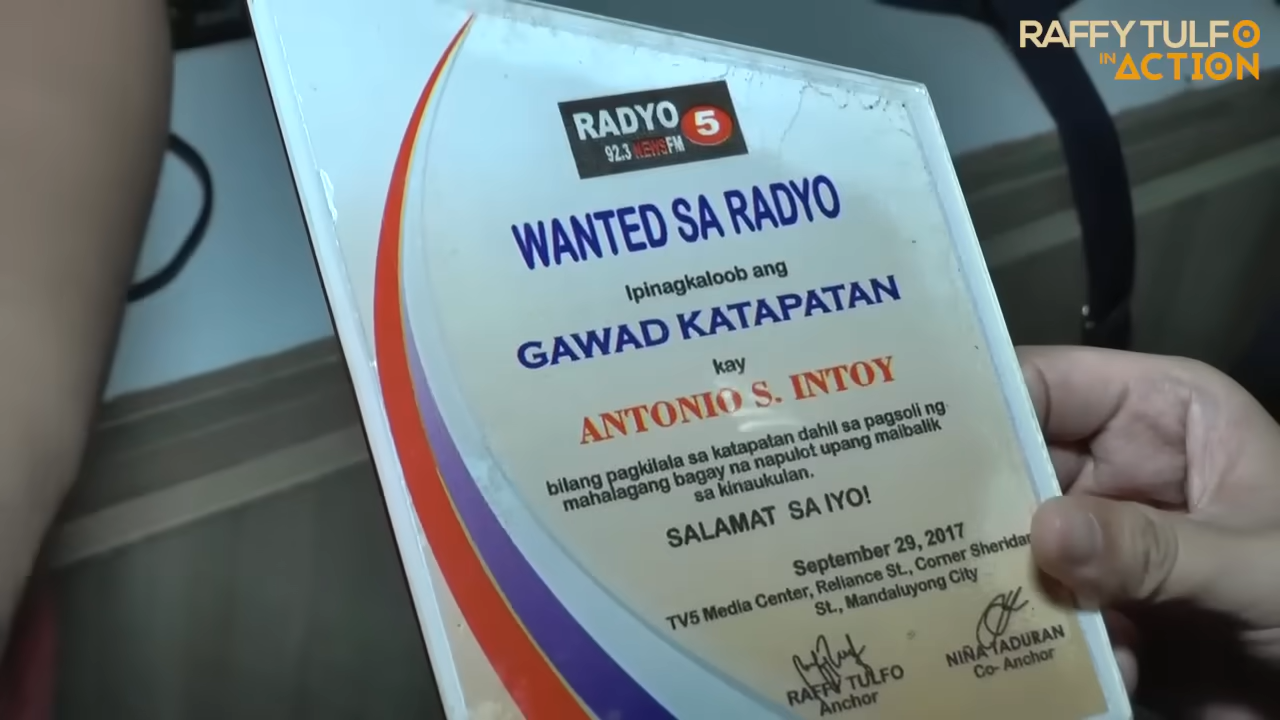 RAFFY TULFO
IN ACTION
RADYO 5
92.3 NEWS FM
WANTED SA RADYO
Ipinagkaloob ang
GAWAD KATAPATAN
kay
ANTONIO S. INTOY
bilang pagkilala sa katapatan dahil sa pagsoli ng
mahalagang bagay na napulot upang maibalik
sa kinaukulan.
SALAMAT SA IYO!
September 29, 2017
TV5 Media Center, Reliance St., Corner Sheridan
St., Mandaluyong City
RAFFY TULFO
Anchor
NIÑA TADURAN
Co- Anchor